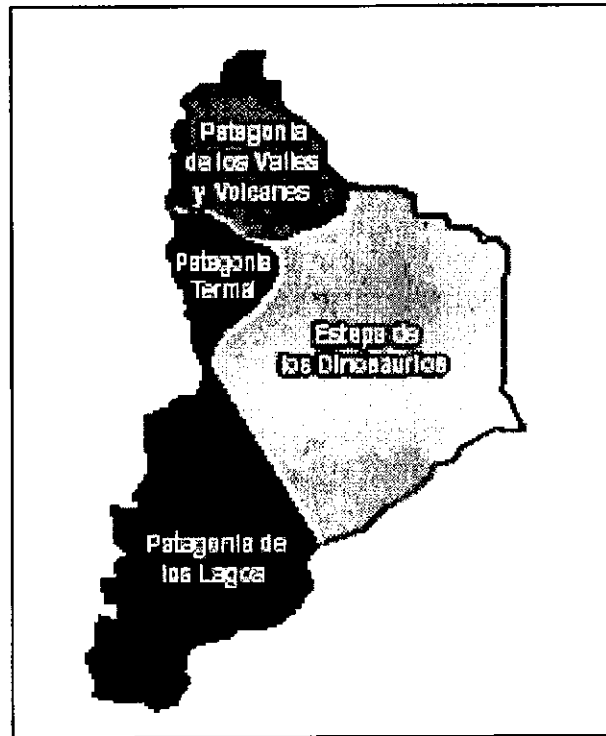 Patagonia
de los Valles
y Volcanes
Patagonia
Termal
Estepa de
los Dinosaurios
Patagonia de
los Lagos